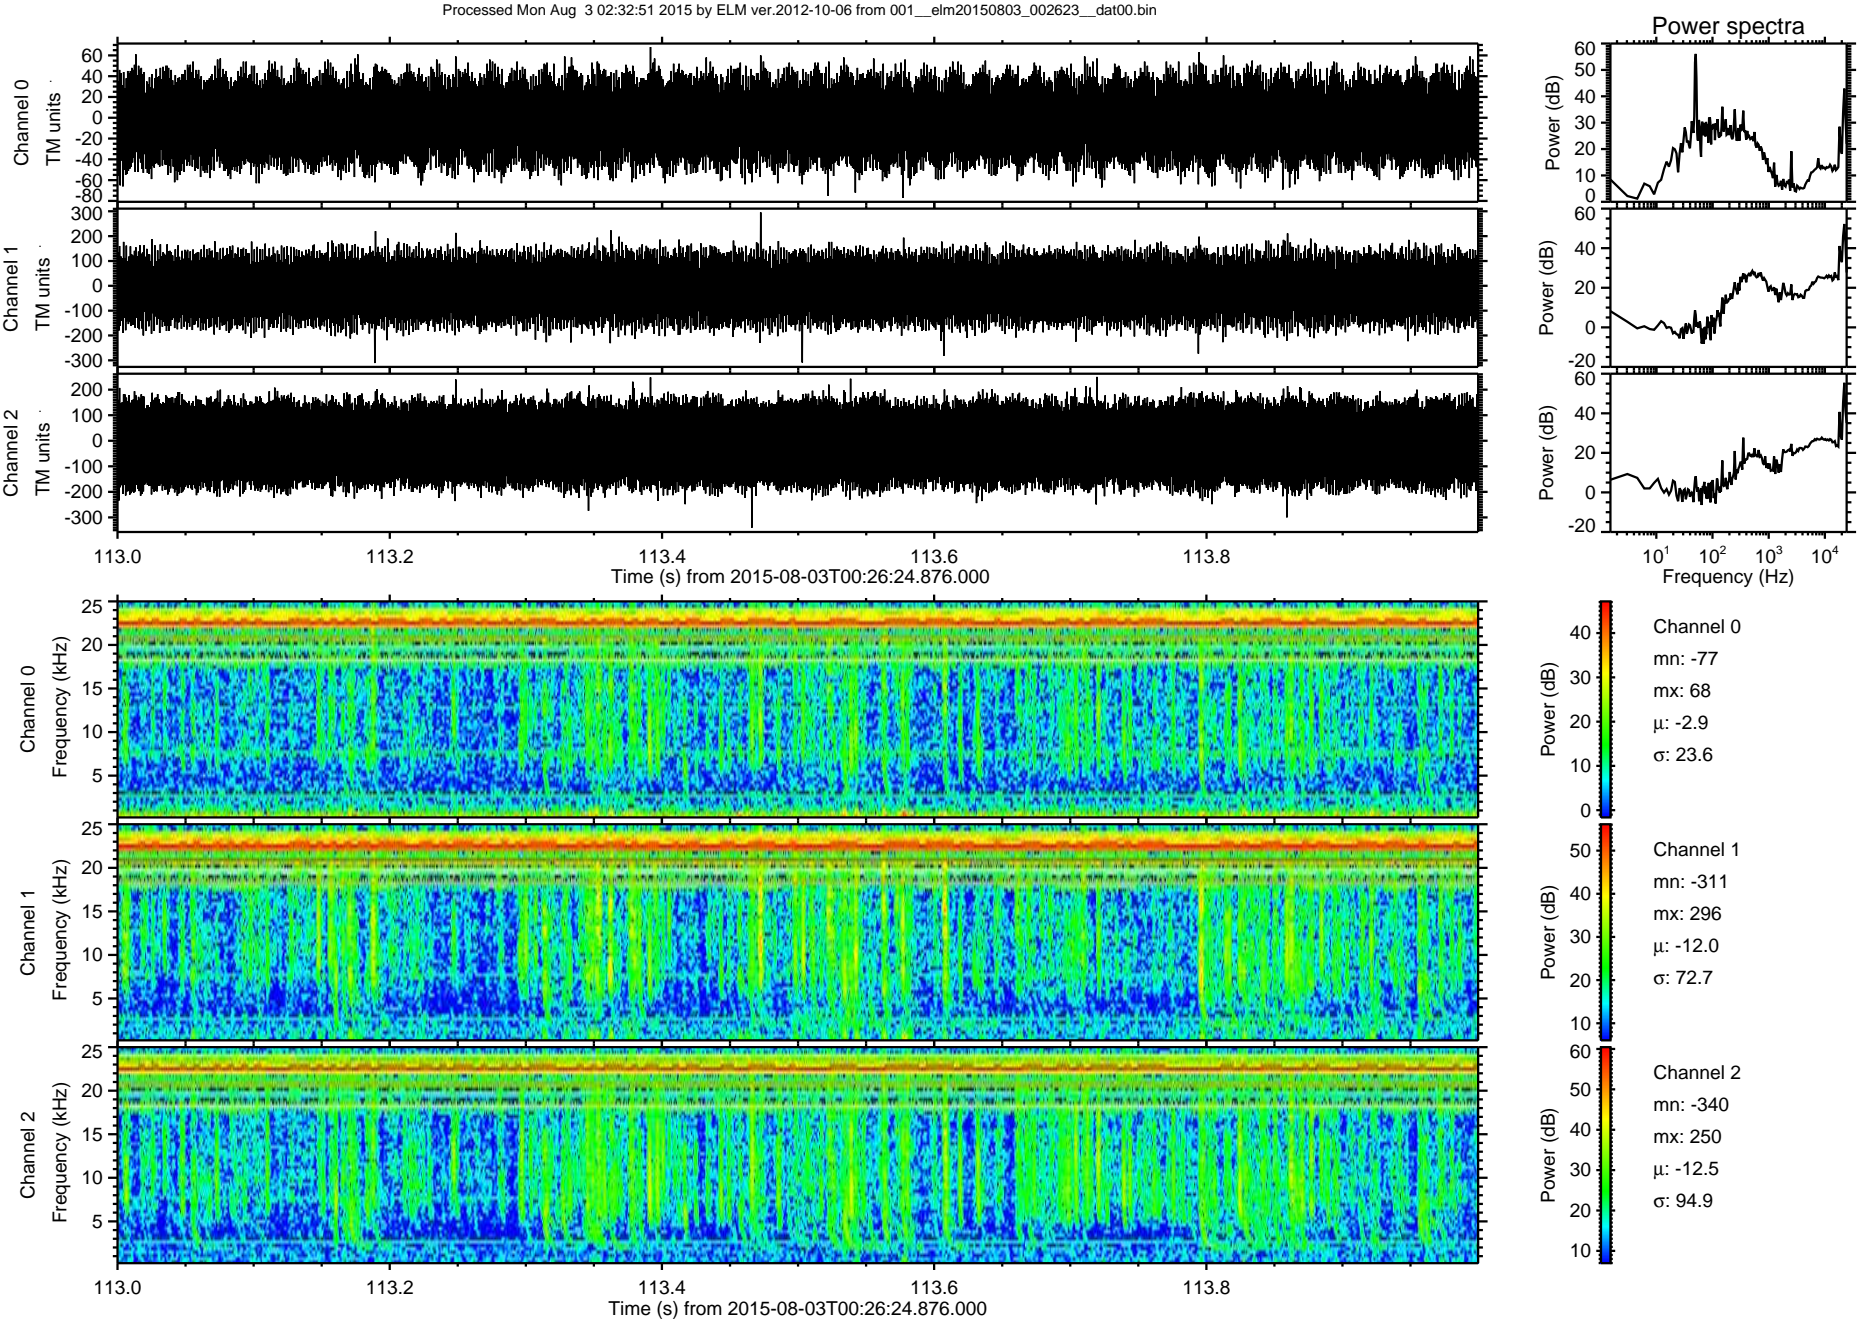 Processed Mon Aug  3 02:32:51 2015 by ELM ver.2012-10-06 from 001__elm20150803_002623__dat00.bin
Power spectra
Channel 0
TM units
60
40
20
0
-20
-40
-60
-80
Power (dB)
60
50
40
30
20
10
0
Channel 1
TM units
300
200
100
0
-100
-200
-300
Power (dB)
60
40
20
0
-20
Channel 2
TM units
200
100
0
-100
-200
-300
Power (dB)
60
40
20
0
-20
113.0 113.2 113.4 113.6 113.8
Time (s) from 2015-08-03T00:26:24.876.000
10^1 10^2 10^3 10^4
Frequency (Hz)
Channel 0
Frequency (kHz)
25
20
15
10
5
Power (dB)
40
30
20
10
0
Channel 0
mn: -77
mx: 68
μ: -2.9
σ: 23.6
Channel 1
Frequency (kHz)
25
20
15
10
5
Power (dB)
50
40
30
20
10
Channel 1
mn: -311
mx: 296
μ: -12.0
σ: 72.7
Channel 2
Frequency (kHz)
25
20
15
10
5
Power (dB)
60
50
40
30
20
10
Channel 2
mn: -340
mx: 250
μ: -12.5
σ: 94.9
113.0 113.2 113.4 113.6 113.8
Time (s) from 2015-08-03T00:26:24.876.000